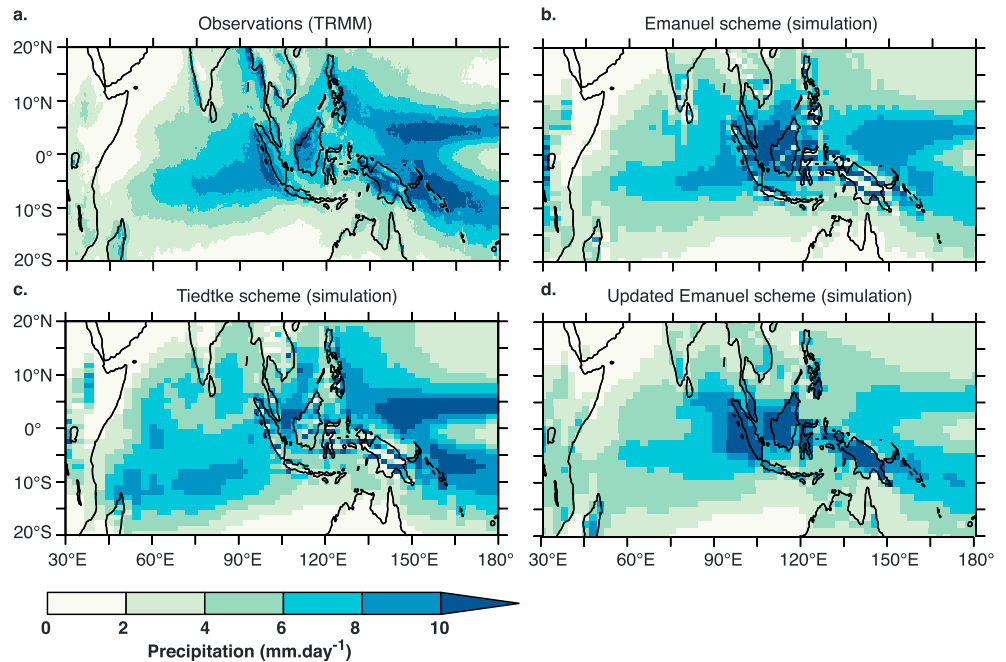 a.
Observations (TRMM)
b.
Emanuel scheme (simulation)
20°N
10°N
0°
10°S
20°S
c.
Tiedtke scheme (simulation)
d.
Updated Emanuel scheme (simulation)
20°N
10°N
0°
10°S
20°S
30°E 60°E 90°E 120°E 150°E 180°
30°E 60°E 90°E 120°E 150°E 180°
0 2 4 6 8 10
Precipitation (mm.day-1)